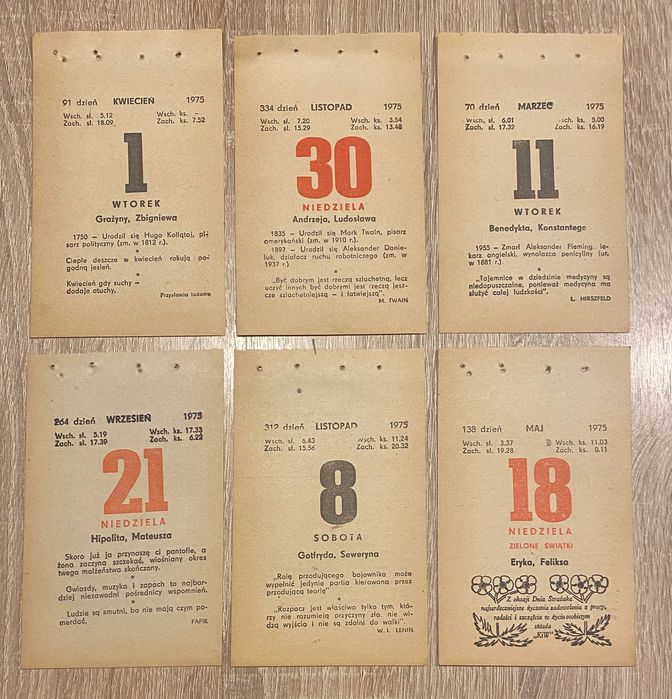 91 dzień KWIECIEŃ 1975
Wsch. sł. 5.12 Wsch. ks. –
Zach. sł. 18.09 Zach. ks. 7.52
1
WTOREK
Grażyny, Zbigniewa
1750 – Urodził się Hugo Kołłątaj, pi-
sarz polityczny (zm. w 1812 r.)
Ciepłe deszcze w kwiecień rokują po-
godną jesień.
Kwiecień gdy suchy –
dodaje otuchy.
Przysłowia ludowe
334 dzień LISTOPAD 1975
Wsch. sł. 7.20 Wsch. ks. 3.54
Zach. sł. 15.29 Zach. ks. 13.48
30
NIEDZIELA
Andrzeja, Ludosława
1835 – Urodził się Mark Twain, pisarz
amerykański (zm. w 1910 r.)
1897 – Urodził się Aleksander Danie-
luk, działacz ruchu robotniczego (zm. w
1937 r.)
„Być dobrym jest rzeczą szlachetną, lecz
uczyć innych być dobrymi jest rzeczą jesz-
cze szlachetniejszą – i łatwiejszą".
M. TWAIN
70 dzień MARZEC 1975
Wsch. sł. 6.01 Wsch. ks. 5.00
Zach. sł. 17.32 Zach. ks. 16.19
11
WTOREK
Benedykta, Konstantego
1955 – Zmarł Aleksander Fleming, le-
karz angielski, wynalazca penicyliny (ur.
w 1881 r.)
„Tajemnice w dziedzinie medycyny są
niedopuszczalne, ponieważ medycyna ma
służyć całej ludzkości".
L. HIRSZFELD
264 dzień WRZESIEŃ 1975
Wsch. sł. 5.19 Wsch. ks. 17.33
Zach. sł. 17.39 Zach. ks. 6.22
21
NIEDZIELA
Hipolita, Mateusza
Skoro już ja przynoszę ci pantofle, a
żona zaczyna szczekać, wiośniany okres
twego małżeństwa skończony.
Gwiazdy, muzyka i zapach to najbar-
dziej niezawodni pośrednicy wspomnień.
Ludzie są smutni, bo nie mają czym po-
merdać.
FAFIK
312 dzień LISTOPAD 1975
Wsch. sł. 6.43 Wsch. ks. 11.24
Zach. sł. 15.56 Zach. ks. 20.32
8
SOBOTA
Gotfryda, Seweryna
„Rolę przodującego bojownika może
wypełnić jedynie partia kierowana przez
przodującą teorię"
„Rozpacz jest właściwa tylko tym, któ-
rzy nie rozumieją przyczyny zła, nie wi-
dzą wyjścia i nie są zdolni do walki".
W. I. LENIN
138 dzień MAJ 1975
Wsch. sł. 3.37 Wsch. ks. 11.03
Zach. sł. 19.28 Zach. ks. 0.11
18
NIEDZIELA
ZIELONE ŚWIĄTKI
Eryka, Feliksa
Z okazji Dnia Strażaka
najserdeczniejsze życzenia zadowolenia z pracy,
radości i szczęścia w życiu osobistym
składa
"KiW"